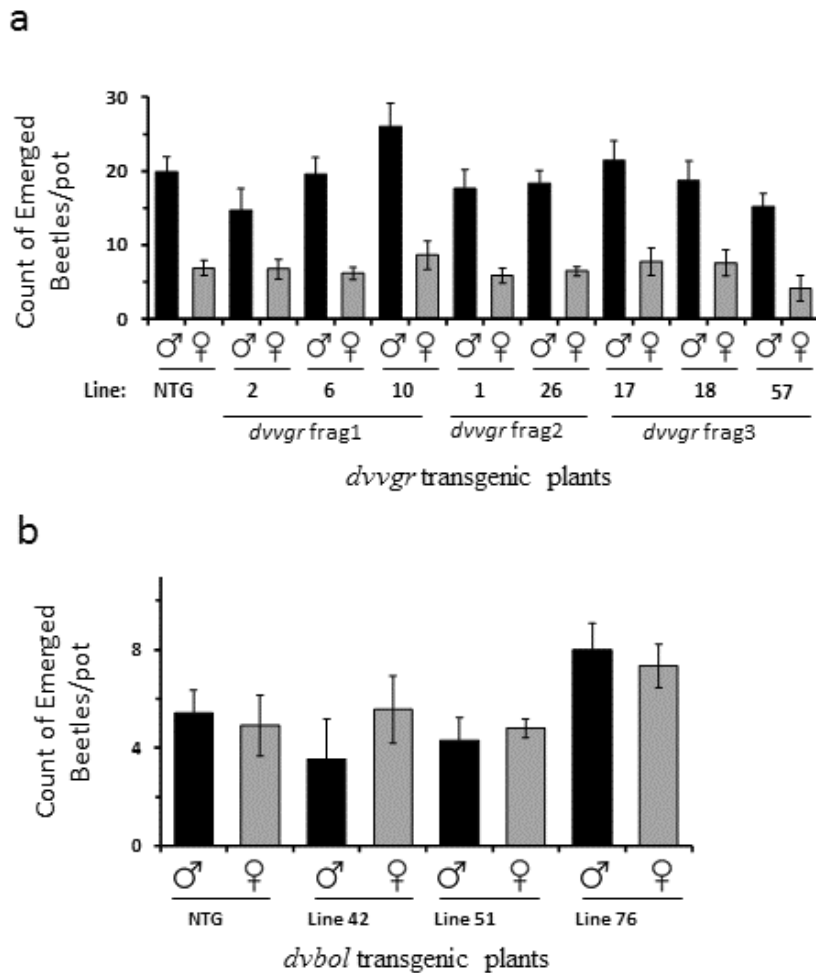 a
Count of Emerged
Beetles/pot
30
20
10
0
♂ ♀ ♂ ♀ ♂ ♀ ♂ ♀ ♂ ♀ ♂ ♀ ♂ ♀ ♂ ♀ ♂ ♀
Line: NTG 2 6 10 1 26 17 18 57
dvvgr frag1 dvvgr frag2 dvvgr frag3
dvvgr transgenic plants
b
Count of Emerged
Beetles/pot
8
4
0
♂ ♀ ♂ ♀ ♂ ♀ ♂ ♀
NTG Line 42 Line 51 Line 76
dvbol transgenic plants